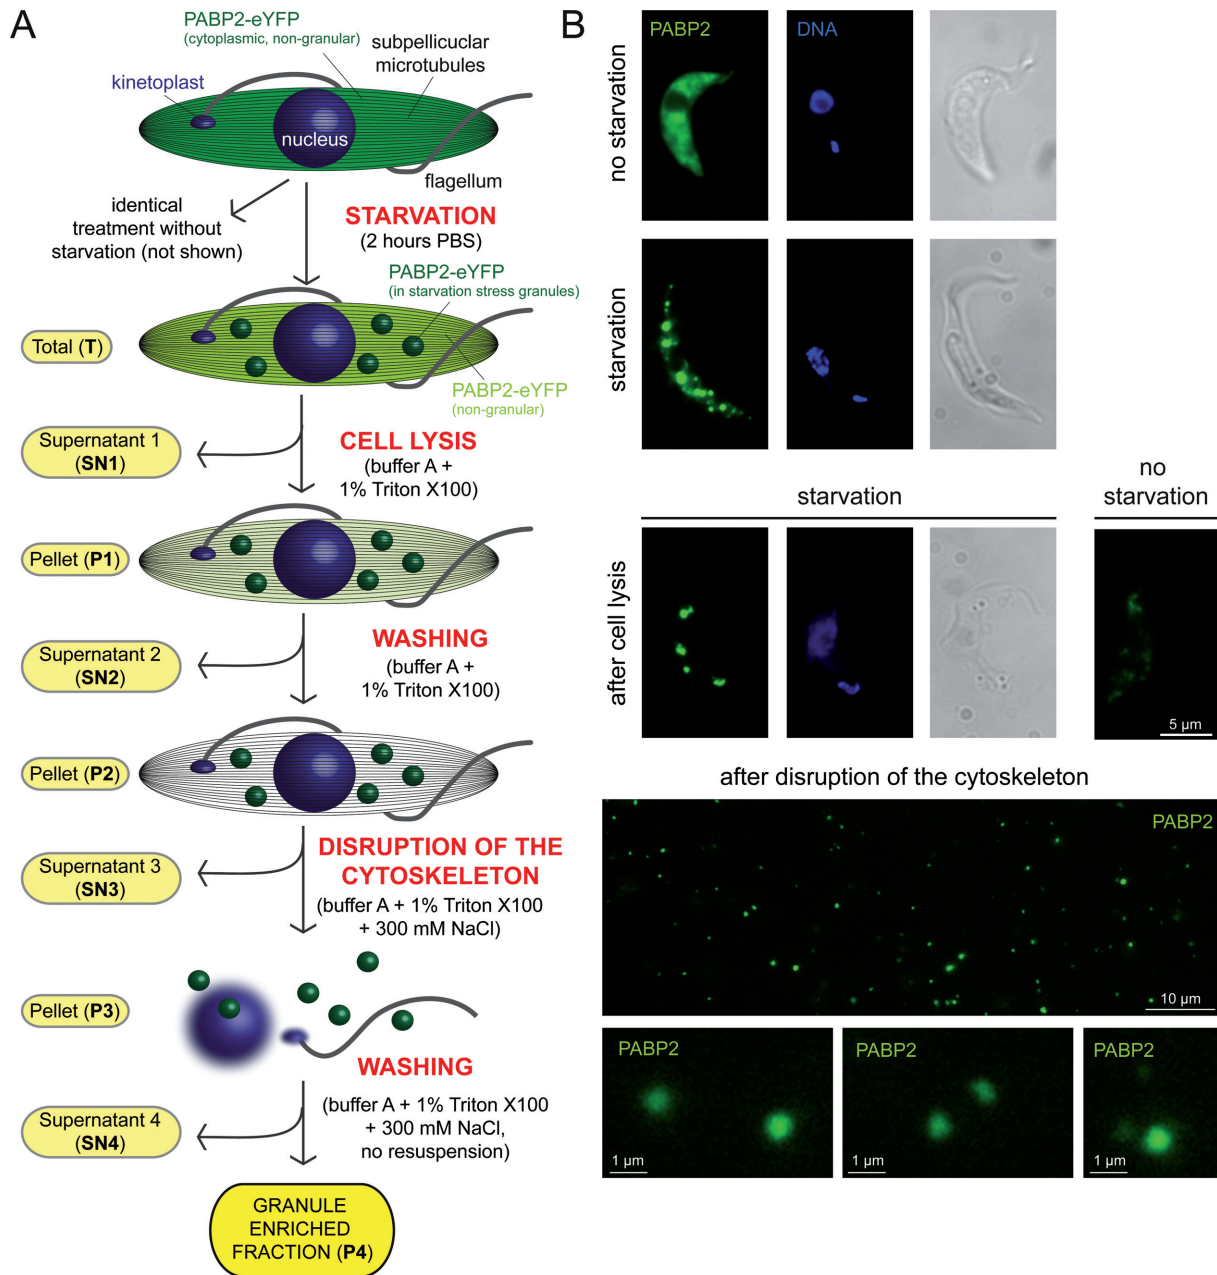 A
PABP2-eYFP
(cytoplasmic, non-granular)
subpellicuclar
microtubules
kinetoplast
nucleus
flagellum
identical
treatment without
starvation (not shown)
STARVATION
(2 hours PBS)
PABP2-eYFP
(in starvation stress granules)
Total (T)
PABP2-eYFP
(non-granular)
Supernatant 1
(SN1)
CELL LYSIS
(buffer A +
1% Triton X100)
Pellet (P1)
WASHING
(buffer A +
1% Triton X100)
Supernatant 2
(SN2)
Pellet (P2)
DISRUPTION OF THE
CYTOSKELETON
(buffer A + 1% Triton X100
+ 300 mM NaCl)
Supernatant 3
(SN3)
Pellet (P3)
WASHING
(buffer A + 1% Triton X100
+ 300 mM NaCl,
no resuspension)
Supernatant 4
(SN4)
GRANULE
ENRICHED
FRACTION (P4)
B
no starvation
PABP2
DNA
starvation
starvation
no
starvation
after cell lysis
5 µm
after disruption of the cytoskeleton
PABP2
10 µm
PABP2
1 µm
PABP2
1 µm
PABP2
1 µm